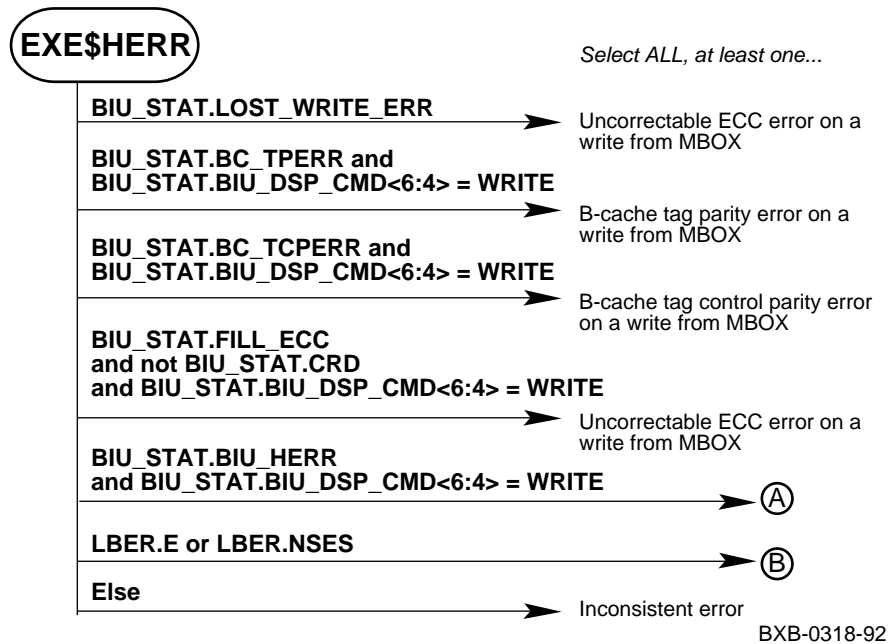 EXE$HERR
Select ALL, at least one...
BIU_STAT.LOST_WRITE_ERR
Uncorrectable ECC error on a
write from MBOX
BIU_STAT.BC_TPERR and
BIU_STAT.BIU_DSP_CMD<6:4> = WRITE
B-cache tag parity error on a
write from MBOX
BIU_STAT.BC_TCPERR and
BIU_STAT.BIU_DSP_CMD<6:4> = WRITE
B-cache tag control parity error
on a write from MBOX
BIU_STAT.FILL_ECC
and not BIU_STAT.CRD
and BIU_STAT.BIU_DSP_CMD<6:4> = WRITE
Uncorrectable ECC error on a
write from MBOX
BIU_STAT.BIU_HERR
and BIU_STAT.BIU_DSP_CMD<6:4> = WRITE
A
LBER.E or LBER.NSES
B
Else
Inconsistent error
BXB-0318-92